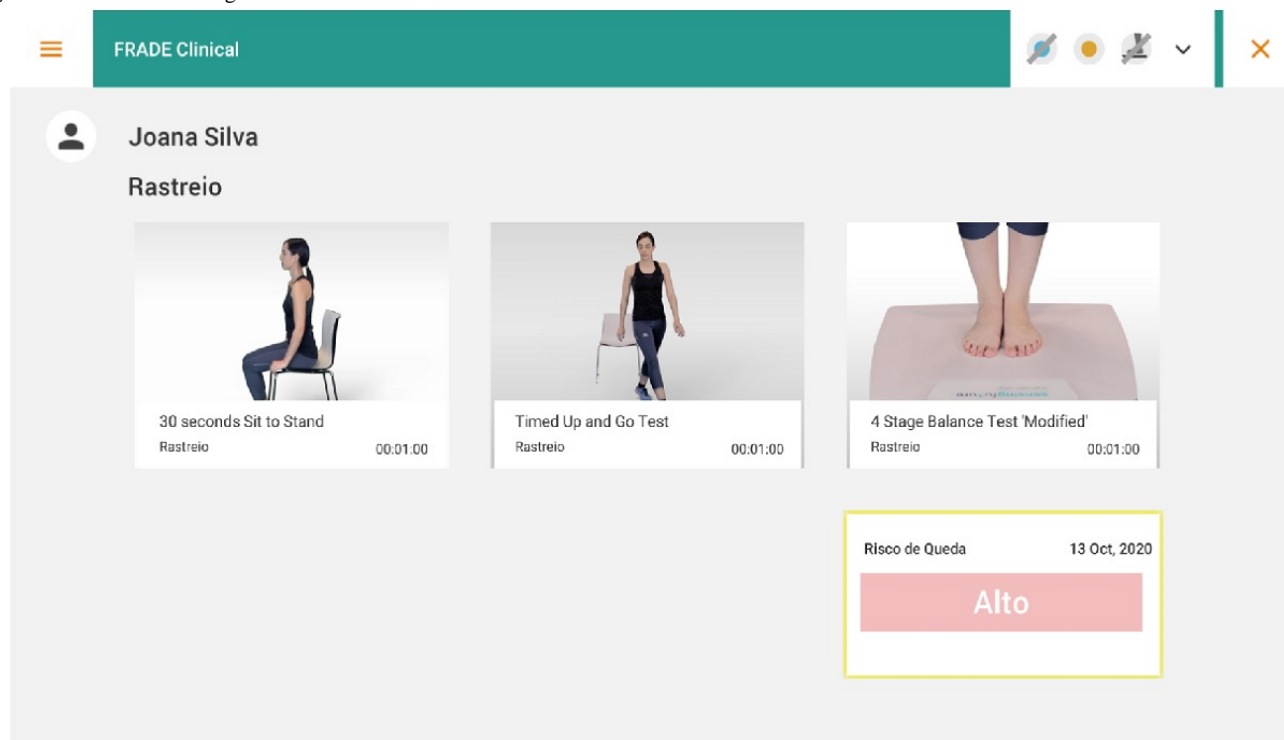 FRADE Clinical
Joana Silva
Rastreio
30 seconds Sit to Stand
Rastreio 00:01:00
Timed Up and Go Test
Rastreio 00:01:00
4 Stage Balance Test 'Modified'
Rastreio 00:01:00
Risco de Queda 13 Oct, 2020
Alto